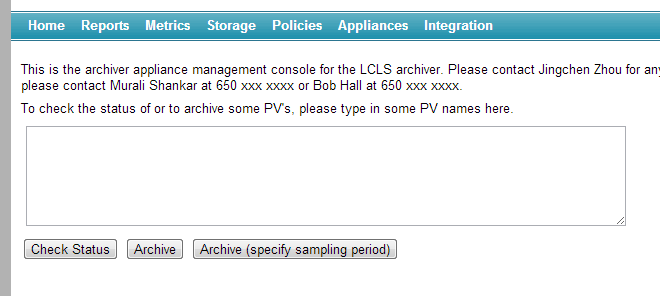 Home Reports Metrics Storage Policies Appliances Integration
This is the archiver appliance management console for the LCLS archiver. Please contact Jingchen Zhou for any
please contact Murali Shankar at 650 xxx xxxx or Bob Hall at 650 xxx xxxx.
To check the status of or to archive some PV's, please type in some PV names here.
Check Status Archive Archive (specify sampling period)